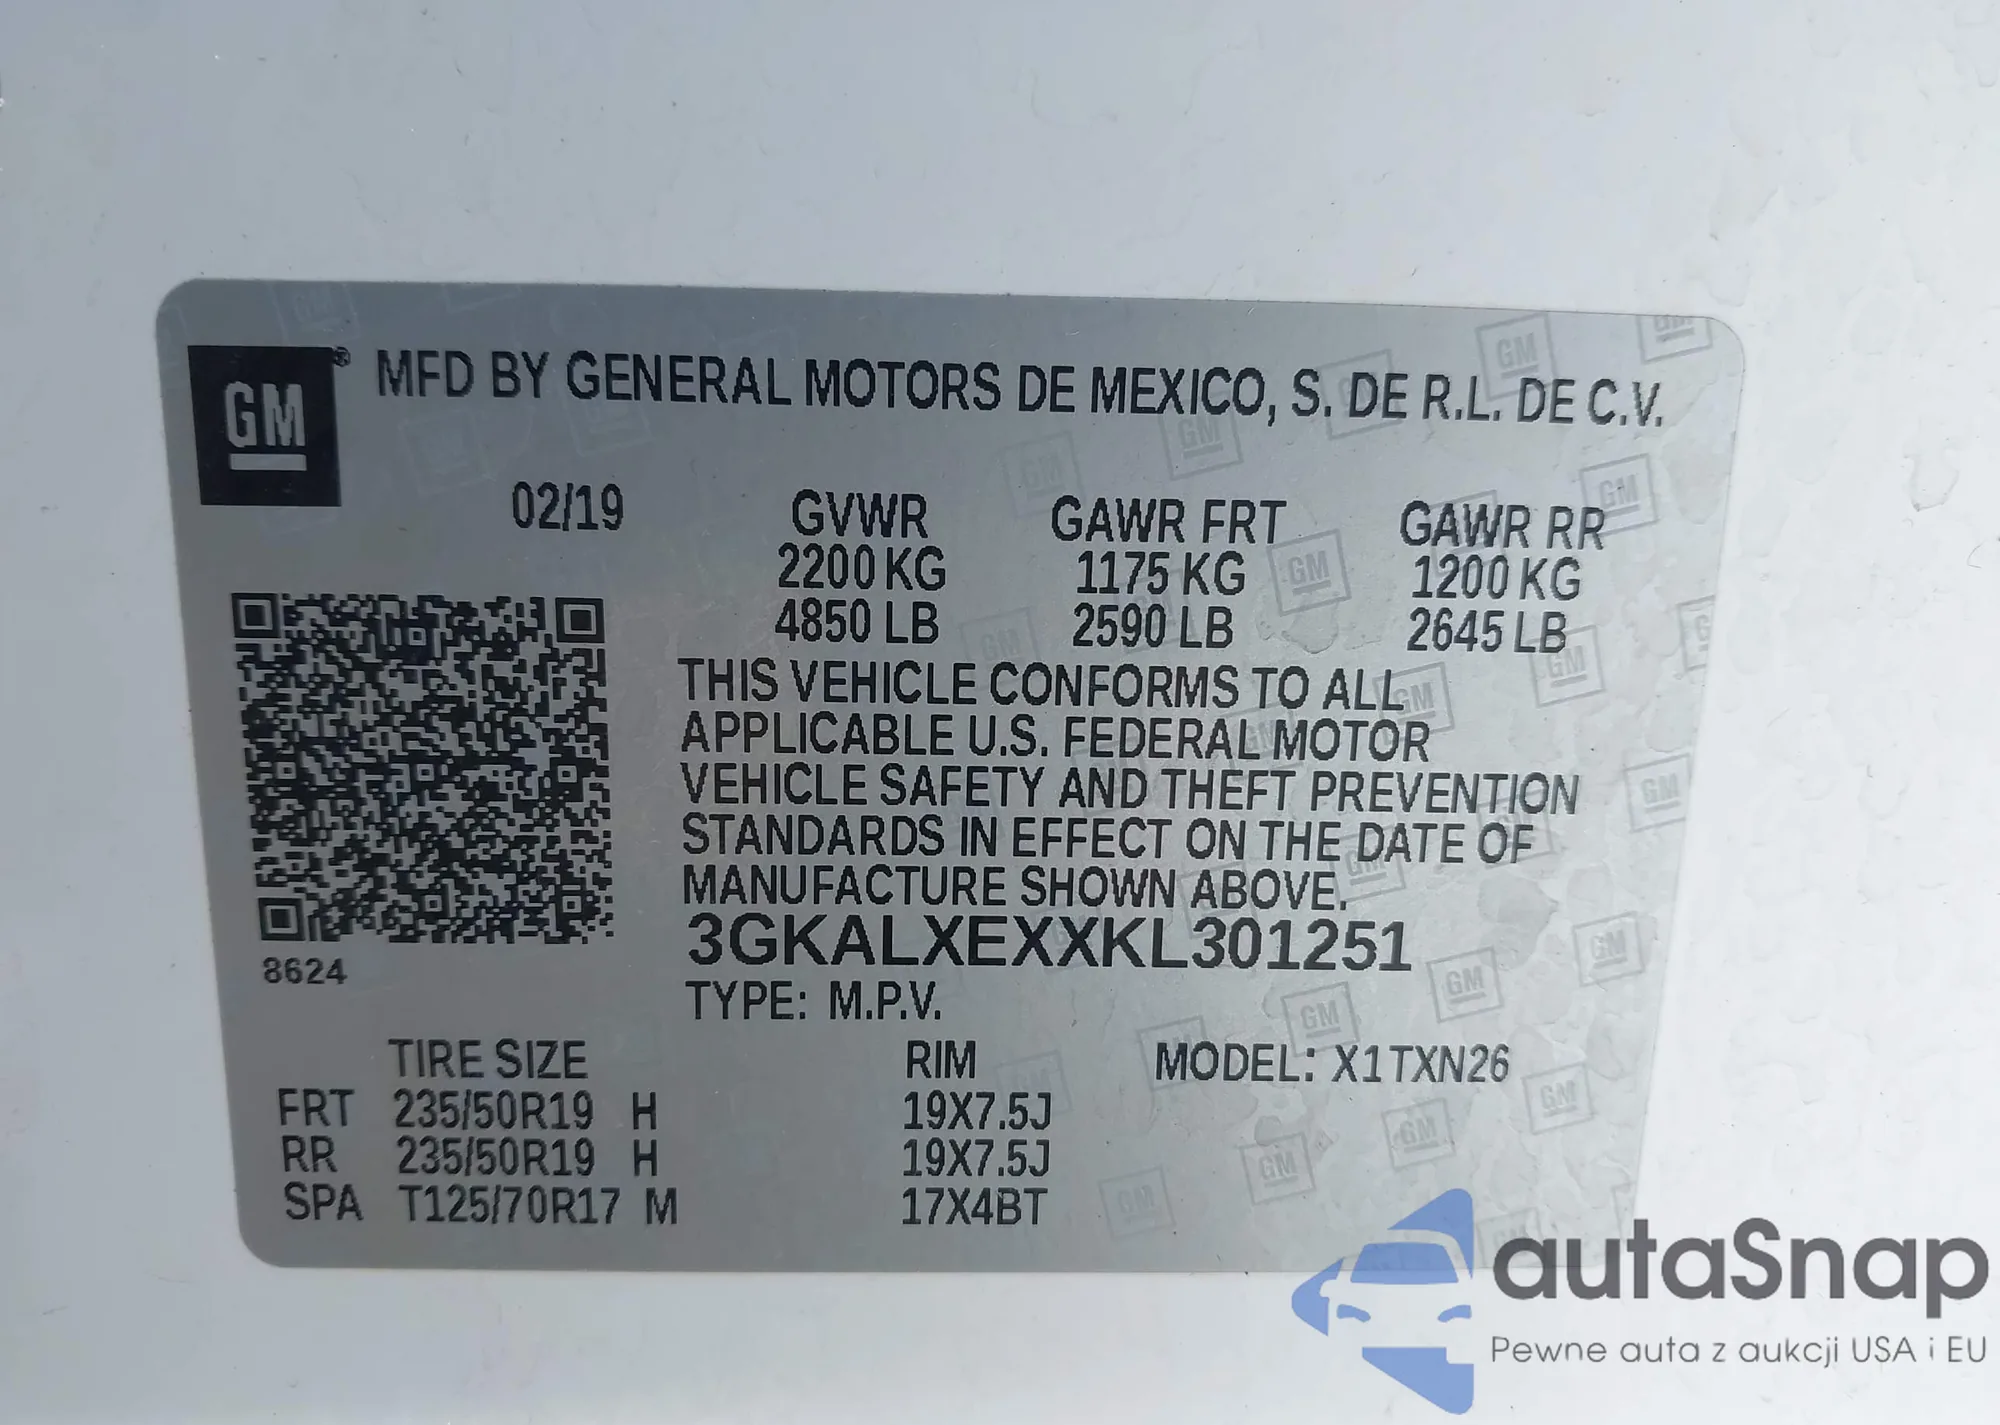 GM ® MFD BY GENERAL MOTORS DE MEXICO, S. DE R.L. DE C.V.
02/19 GVWR GAWR FRT GAWR RR
2200 KG 1175 KG 1200 KG
4850 LB 2590 LB 2645 LB
THIS VEHICLE CONFORMS TO ALL
APPLICABLE U.S. FEDERAL MOTOR
VEHICLE SAFETY AND THEFT PREVENTION
STANDARDS IN EFFECT ON THE DATE OF
MANUFACTURE SHOWN ABOVE.
3GKALXEXXKL301251
8624
TYPE: M.P.V.
TIRE SIZE RIM MODEL: X1TXN26
FRT 235/50R19 H 19X7.5J
RR 235/50R19 H 19X7.5J
SPA T125/70R17 M 17X4BT
autaSnap
Pewne auta z aukcji USA i EU